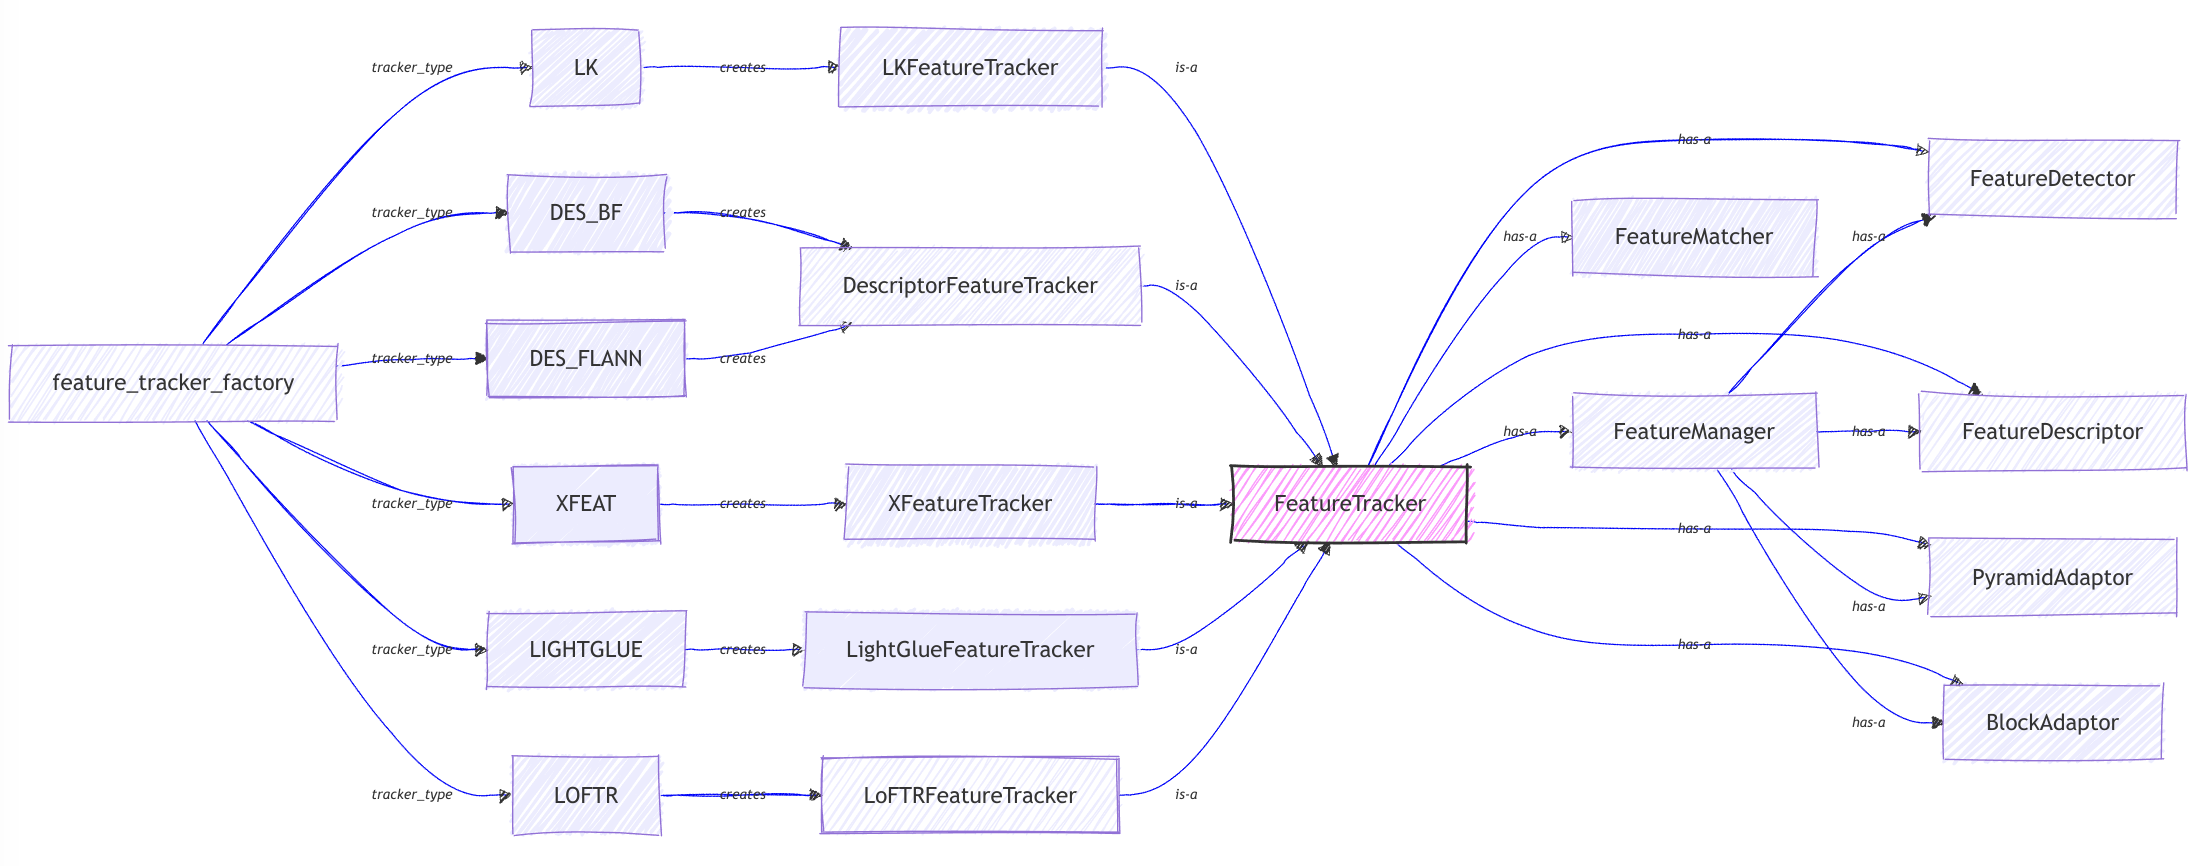 feature_tracker_factory
tracker_type
LK
creates
LKFeatureTracker
is-a
tracker_type
DES_BF
creates
DescriptorFeatureTracker
is-a
tracker_type
DES_FLANN
creates
tracker_type
XFEAT
creates
XFeatureTracker
is-a
tracker_type
LIGHTGLUE
creates
LightGlueFeatureTracker
is-a
tracker_type
LOFTR
creates
LoFTRFeatureTracker
is-a
FeatureTracker
has-a
FeatureDetector
has-a
FeatureMatcher
has-a
has-a
has-a
FeatureManager
has-a
FeatureDescriptor
has-a
PyramidAdaptor
has-a
has-a
BlockAdaptor
has-a